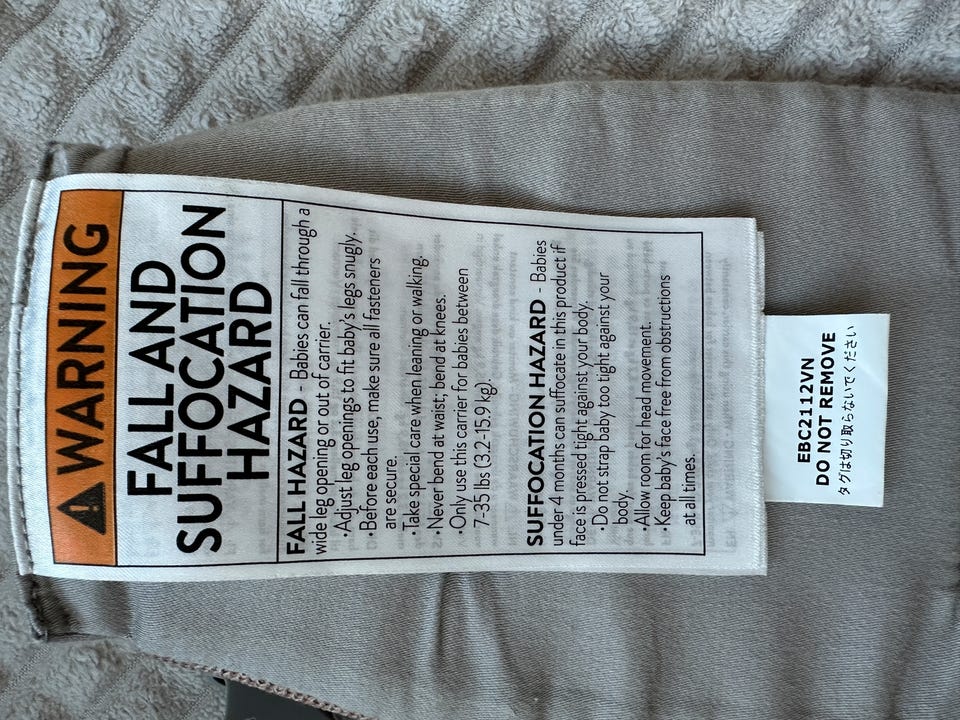 WARNING
FALL AND
SUFFOCATION
HAZARD
FALL HAZARD - Babies can fall through a
wide leg opening or out of carrier.
•Adjust leg openings to fit baby's legs snugly.
•Before each use, make sure all fasteners
are secure.
•Take special care when leaning or walking.
•Never bend at waist; bend at knees.
•Only use this carrier for babies between
7-35 lbs (3.2-15.9 kg).
SUFFOCATION HAZARD - Babies
under 4 months can suffocate in this product if
face is pressed tight against your body.
•Do not strap baby too tight against your
body.
•Allow room for head movement.
•Keep baby's face free from obstructions
at all times.
EBC2112VN
DO NOT REMOVE
タグは切り取らないでください